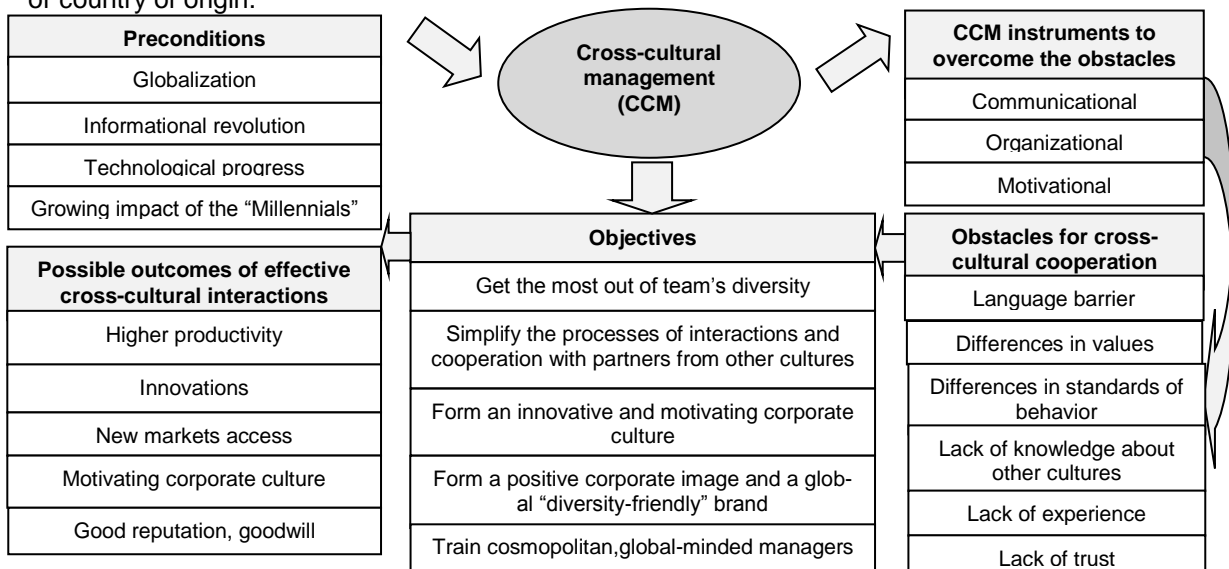 or country of origin.
Preconditions
Globalization
Informational revolution
Technological progress
Growing impact of the “Millennials”
Cross-cultural
management
(CCM)
CCM instruments to
overcome the obstacles
Communicational
Organizational
Motivational
Possible outcomes of effective
cross-cultural interactions
Higher productivity
Innovations
New markets access
Motivating corporate culture
Good reputation, goodwill
Objectives
Get the most out of team’s diversity
Simplify the processes of interactions and
cooperation with partners from other cultures
Form an innovative and motivating corporate
culture
Form a positive corporate image and a glob-
al “diversity-friendly” brand
Train cosmopolitan,global-minded managers
Obstacles for cross-
cultural cooperation
Language barrier
Differences in values
Differences in standards of
behavior
Lack of knowledge about
other cultures
Lack of experience
Lack of trust